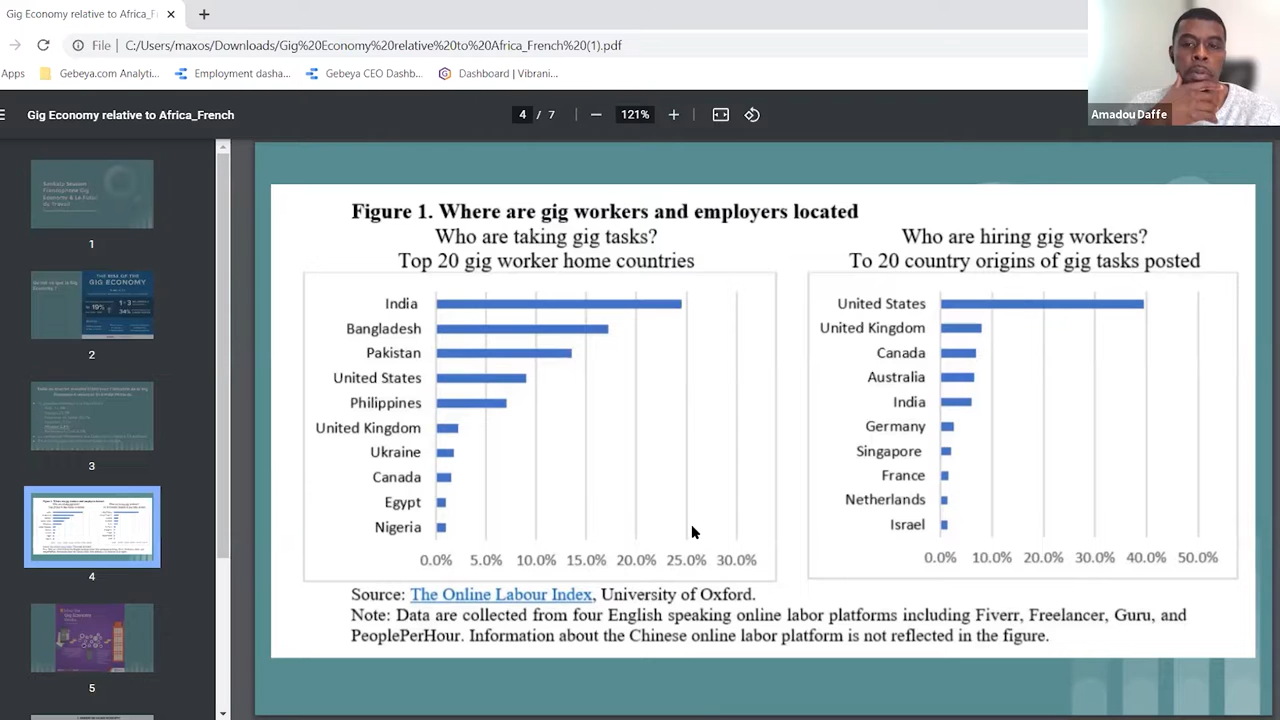 Gig Economy relative to Africa_F
File
C:/Users/maxos/Downloads/Gig%20Economy%20relative%20to%20Africa_French%20(1).pdf
Apps
Gebeya.com Analyti...
Employment dasha...
Gebeya CEO Dashb...
Dashboard | Vibrani...
Amadou Daffe
Gig Economy relative to Africa_French
4 / 7
121%
1
THE RISE OF THE
GIG ECONOMY
2
3
4
5
Figure 1. Where are gig workers and employers located
Who are taking gig tasks?
Top 20 gig worker home countries
India
Bangladesh
Pakistan
United States
Philippines
United Kingdom
Ukraine
Canada
Egypt
Nigeria
0.0% 5.0% 10.0% 15.0% 20.0% 25.0% 30.0%
Who are hiring gig workers?
To 20 country origins of gig tasks posted
United States
United Kingdom
Canada
Australia
India
Germany
Singapore
France
Netherlands
Israel
0.0% 10.0% 20.0% 30.0% 40.0% 50.0%
Source: The Online Labour Index, University of Oxford.
Note: Data are collected from four English speaking online labor platforms including Fiverr, Freelancer, Guru, and
PeoplePerHour. Information about the Chinese online labor platform is not reflected in the figure.